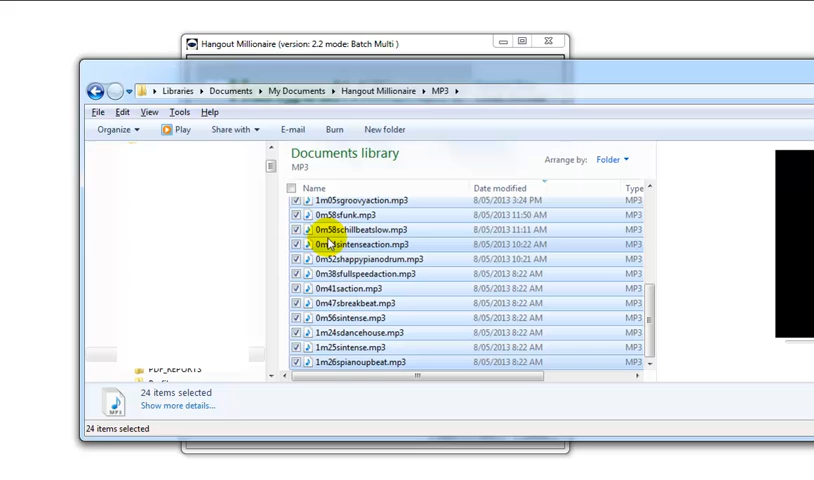 Hangout Millionaire (version: 2.2 mode: Batch Multi )
Libraries Documents My Documents Hangout Millionaire MP3
File Edit View Tools Help
Organize Play Share with E-mail Burn New folder
Documents library
MP3
Arrange by: Folder
Name Date modified Type
1m05sgroovyaction.mp3 8/05/2013 3:24 PM MP3
0m58sfunk.mp3 8/05/2013 11:50 AM MP3
0m58schillbeatslow.mp3 8/05/2013 11:11 AM MP3
sintenseaction.mp3 8/05/2013 10:22 AM MP3
0m52shappypianodrum.mp3 8/05/2013 10:21 AM MP3
0m38sfullspeedaction.mp3 8/05/2013 8:22 AM MP3
0m41saction.mp3 8/05/2013 8:22 AM MP3
0m47sbreakbeat.mp3 8/05/2013 8:22 AM MP3
0m56sintense.mp3 8/05/2013 8:22 AM MP3
1m24sdancehouse.mp3 8/05/2013 8:22 AM MP3
1m25sintense.mp3 8/05/2013 8:22 AM MP3
1m26spianoupbeat.mp3 8/05/2013 8:22 AM MP3
PDF_REPORTS
24 items selected
Show more details...
MP3
24 items selected